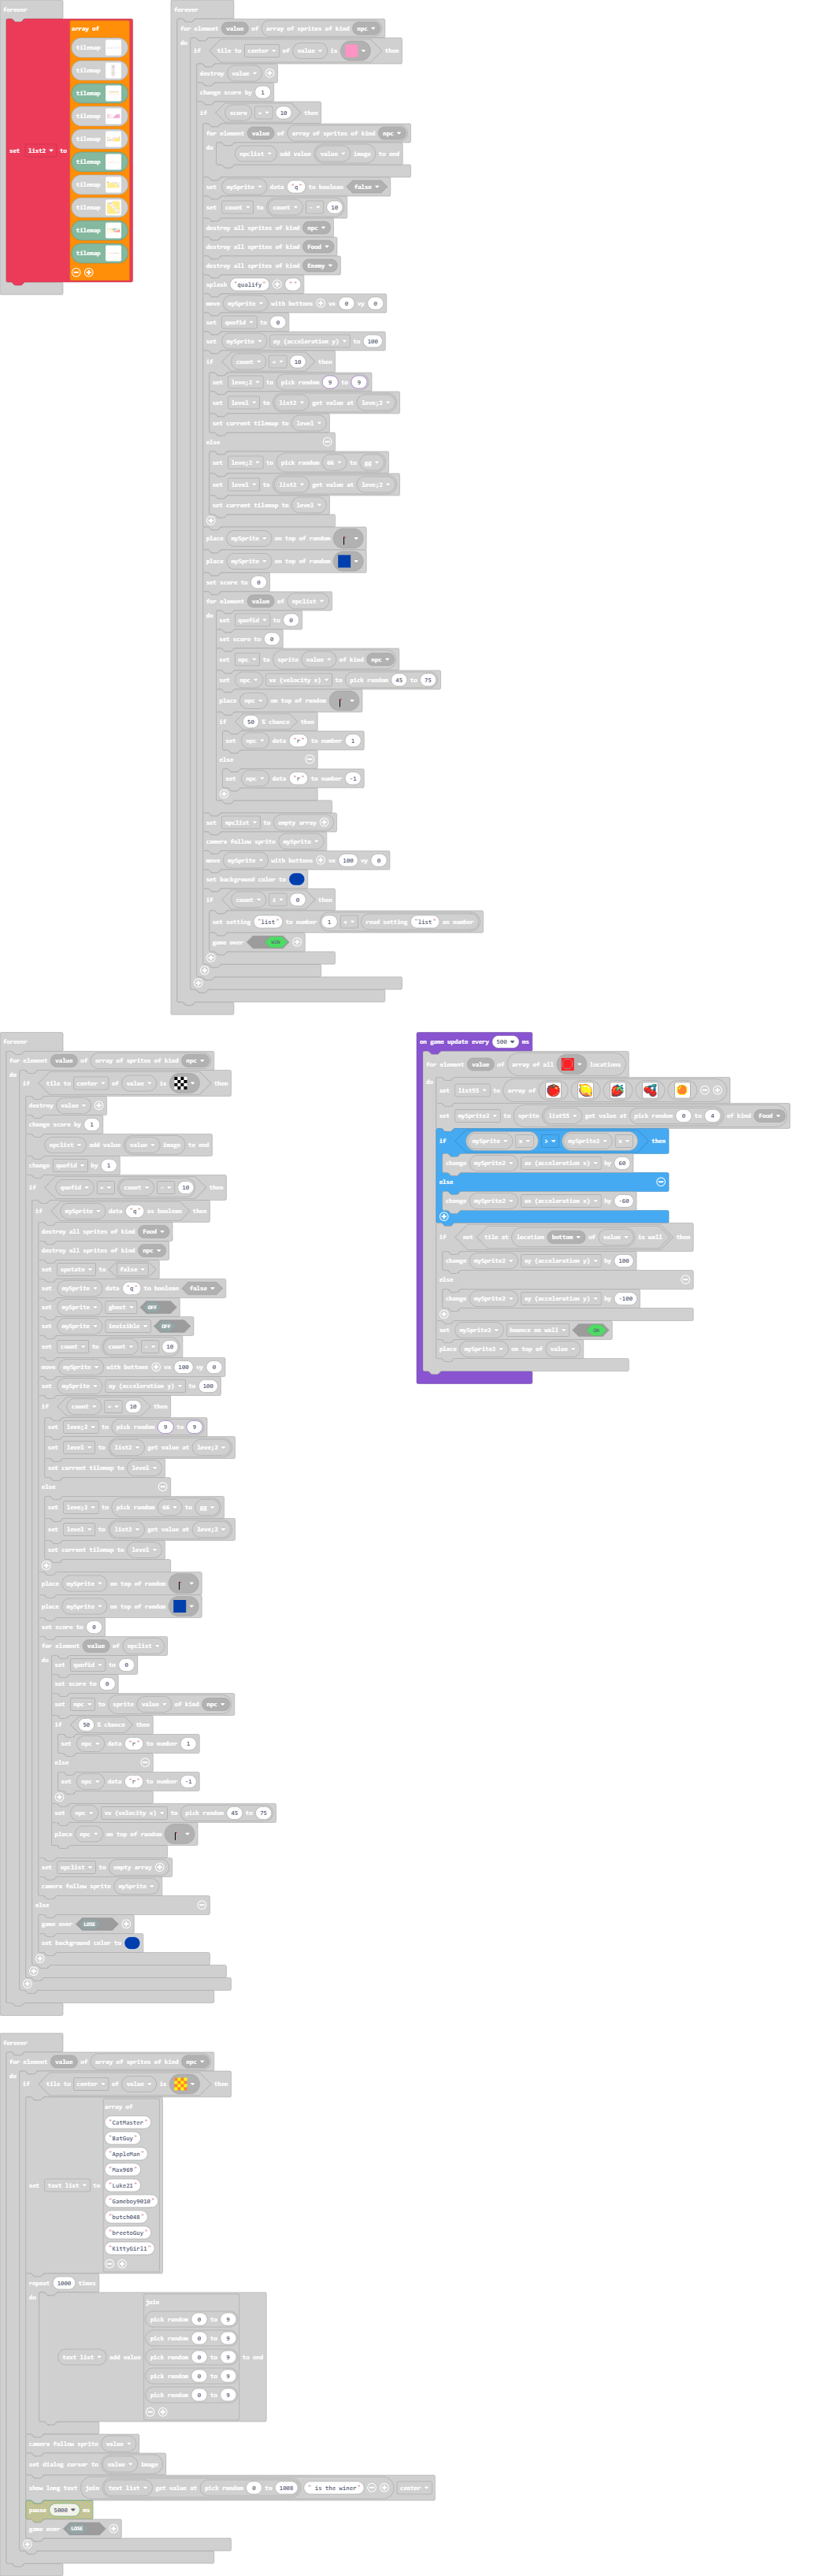 forever
set list2 to
array of
tilemap
tilemap
tilemap
tilemap
tilemap
tilemap
tilemap
tilemap
tilemap
tilemap
forever
for element value of array of sprites of kind npc
do if tile to center of value is then
destroy value
change score by 1
if score = 10 then
for element value of array of sprites of kind npc
do npclist add value value image to end
set mySprite data "q" to boolean false
set count to count - 10
destroy all sprites of kind npc
destroy all sprites of kind Food
destroy all sprites of kind Enemy
splash "qualify" " "
move mySprite with buttons vx 0 vy 0
set quofid to 0
set mySprite ay (acceleration y) to 100
if count = 10 then
set leve;2 to pick random 9 to 9
set level to list2 get value at leve;2
set current tilemap to level
else
set leve;2 to pick random 66 to gg
set level to list2 get value at leve;2
set current tilemap to level
place mySprite on top of random
place mySprite on top of random
set score to 0
for element value of npclist
do set quofid to 0
set score to 0
set npc to sprite value of kind npc
set npc vx (velocity x) to pick random 45 to 75
place npc on top of random
if 50 % chance then
set npc data "r" to number 1
else
set npc data "r" to number -1
set npclist to empty array
camera follow sprite mySprite
move mySprite with buttons vx 100 vy 0
set background color to
if count ≤ 0 then
set setting "list" to number 1 + read setting "list" as number
game over WIN
forever
for element value of array of sprites of kind npc
do if tile to center of value is then
destroy value
change score by 1
npclist add value value image to end
change quofid by 1
if quofid = count - 10 then
if mySprite data "q" as boolean then
destroy all sprites of kind Food
destroy all sprites of kind npc
set to false
set mySprite data "q" to boolean false
set mySprite ghost OFF
set mySprite invisible OFF
set count to count - 10
move mySprite with buttons vx 100 vy 0
set mySprite ay (acceleration y) to 100
if count = 10 then
set leve;2 to pick random 9 to 9
set level to list2 get value at leve;2
set current tilemap to level
else
set leve;2 to pick random 66 to gg
set level to list2 get value at leve;2
set current tilemap to level
place mySprite on top of random
place mySprite on top of random
set score to 0
for element value of npclist
do set quofid to 0
set score to 0
set npc to sprite value of kind npc
if 50 % chance then
set npc data "r" to number 1
else
set npc data "r" to number -1
set npc vx (velocity x) to pick random 45 to 75
place npc on top of random
set npclist to empty array
camera follow sprite mySprite
else
game over LOSE
set background color to
on game update every 500 ms
for element value of array of all locations
do set list55 to array of
set mySprite2 to sprite list55 get value at pick random 0 to 4 of kind Food
if mySprite x > mySprite2 x then
change mySprite2 ax (acceleration x) by 60
else
change mySprite2 ax (acceleration x) by -60
if not tile at location bottom of value is wall then
change mySprite2 ay (acceleration y) by 100
else
change mySprite2 ay (acceleration y) by -100
set mySprite2 bounce on wall ON
place mySprite2 on top of value
forever
for element value of array of sprites of kind npc
do if tile to center of value is then
set text list to
array of
"CatMaster"
"BatGuy"
"AppleMan"
"Max969"
"Luke21"
"Gameboy9010"
"butch048"
"breetoGuy"
"KittyGirl1"
repeat 1000 times
do text list add value
join
pick random 0 to 9
pick random 0 to 9
pick random 0 to 9
pick random 0 to 9
pick random 0 to 9
to end
camera follow sprite value
set dialog cursor to value image
show long text join text list get value at pick random 0 to 1008 " is the winer" center
pause 5000 ms
game over LOSE